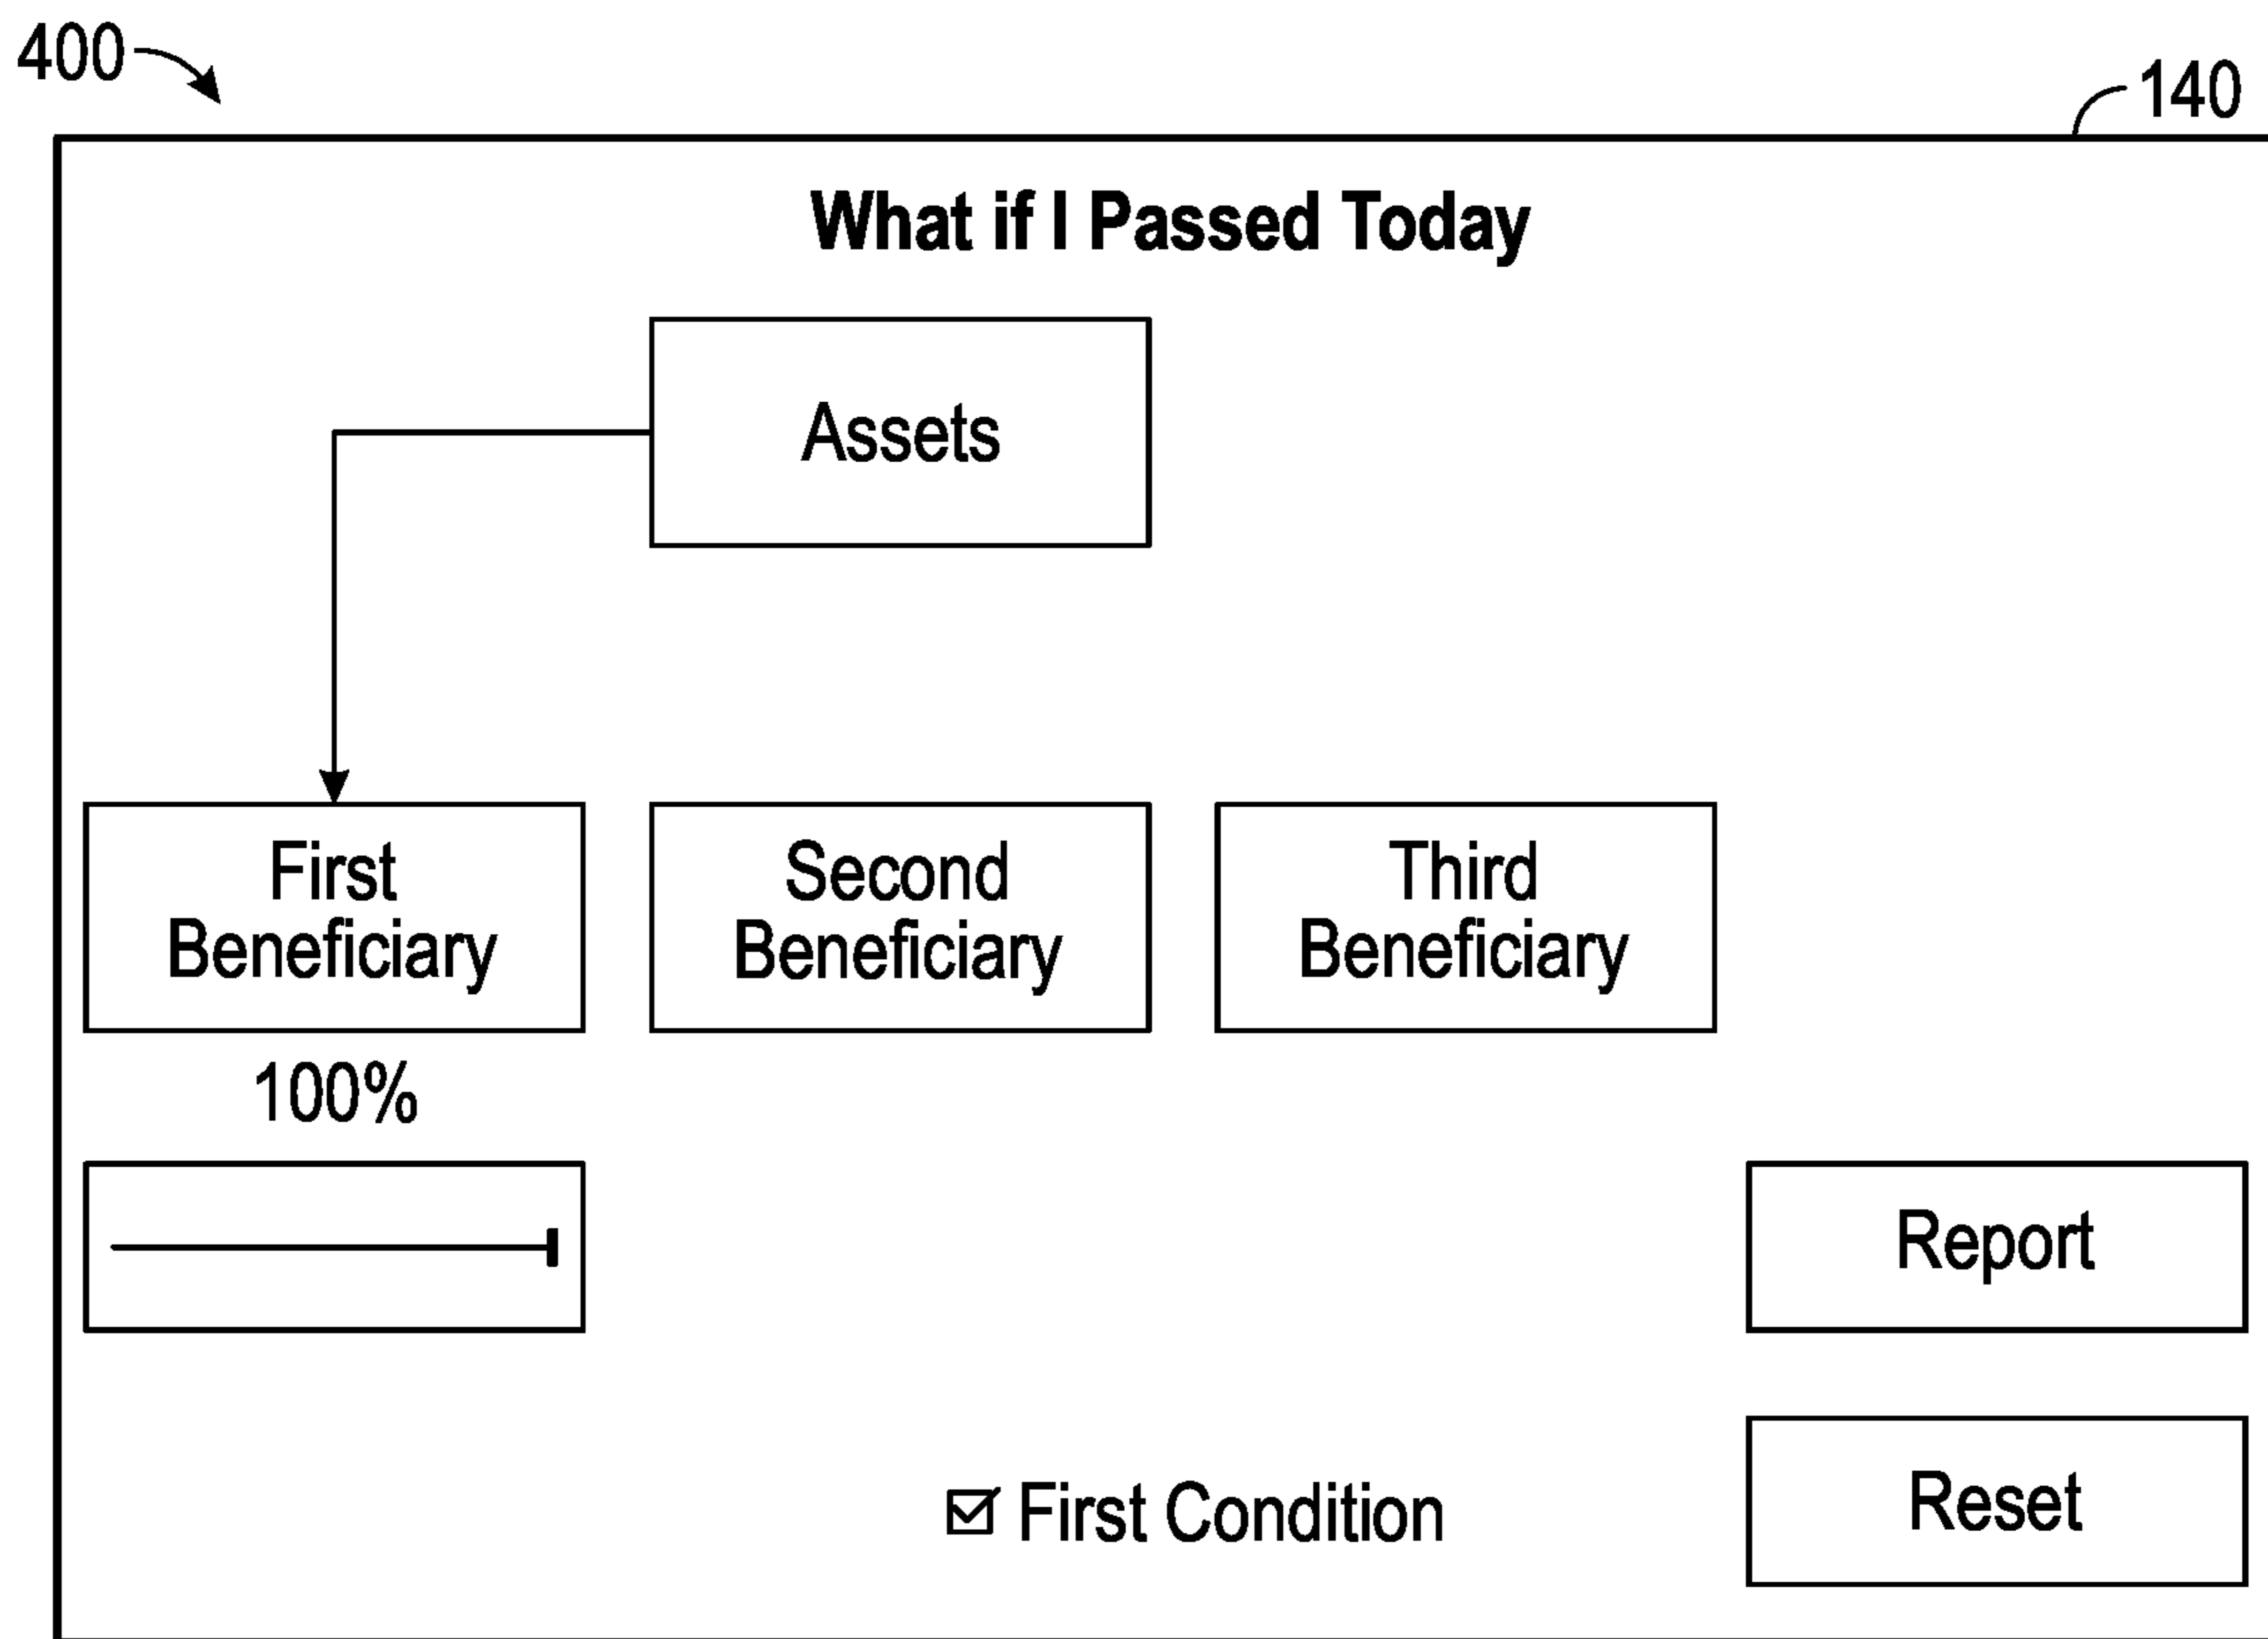 400
140
What if I Passed Today
Assets
First
Beneficiary
Second
Beneficiary
Third
Beneficiary
100%
Report
First Condition
Reset